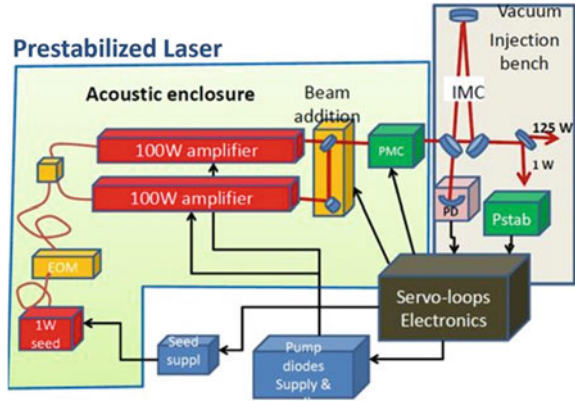 Vacuum
Injection
bench
Prestabilized Laser
Acoustic enclosure
Beam
addition
IMC
100W amplifier
PMC
125 W
1 W
100W amplifier
PD
Pstab
EOM
Servo-loops
Electronics
1W
seed
Seed
suppl
Pump
diodes
Supply &